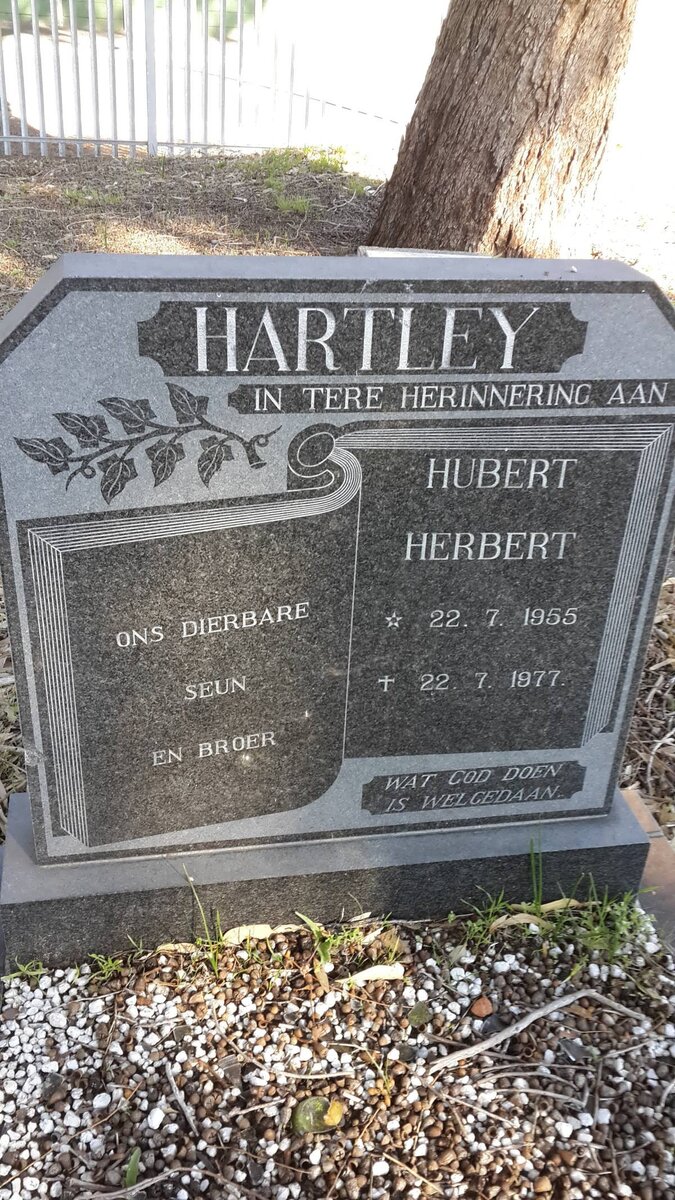 HARTLEY
IN TERE HERINNERING AAN
HUBERT
HERBERT
☆ 22. 7. 1955
✝ 22. 7. 1977.
ONS DIERBARE
SEUN
EN BROER
WAT GOD DOEN
IS WELGEDAAN.